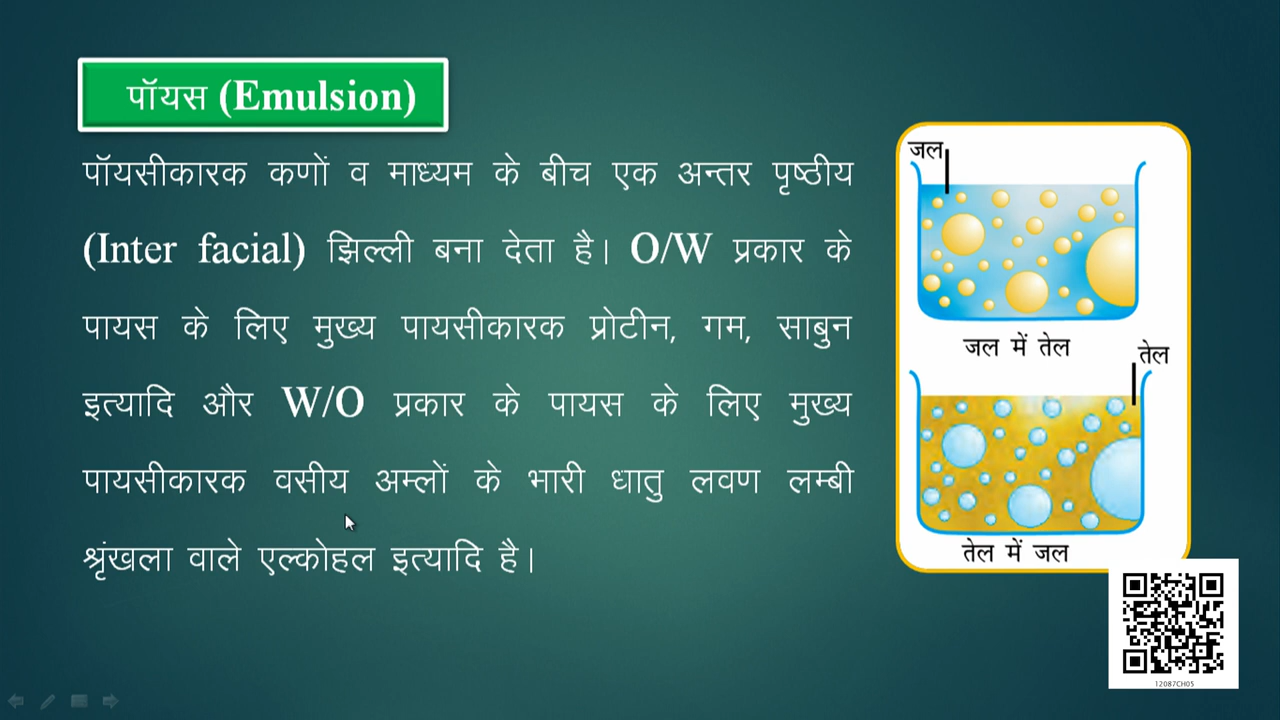 पॉयस (Emulsion)
पॉयसीकारक कणों व माध्यम के बीच एक अन्तर पृष्ठीय
(Inter facial) झिल्ली बना देता है। O/W प्रकार के
पायस के लिए मुख्य पायसीकारक प्रोटीन, गम, साबुन
इत्यादि और W/O प्रकार के पायस के लिए मुख्य
पायसीकारक वसीय अम्लों के भारी धातु लवण लम्बी
श्रृंखला वाले एल्कोहल इत्यादि है।
जल
जल में तेल
तेल
तेल में जल
12087CH05